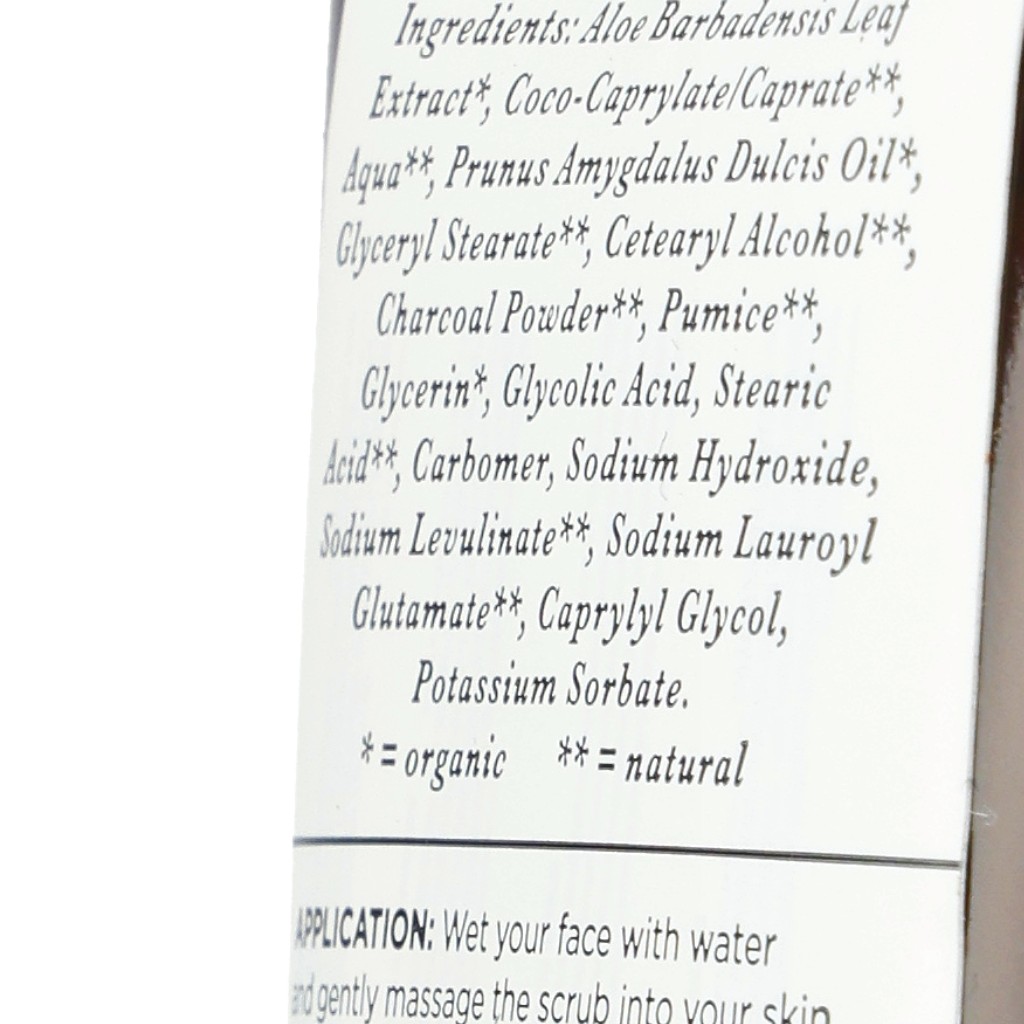 Ingredients: Aloe Barbadensis Leaf
Extract*, Coco-Caprylate/Caprate**,
Aqua**, Prunus Amygdalus Dulcis Oil*,
Glyceryl Stearate**, Cetearyl Alcohol**,
Charcoal Powder**, Pumice**,
Glycerin*, Glycolic Acid, Stearic
Acid**, Carbomer, Sodium Hydroxide,
Sodium Levulinate**, Sodium Lauroyl
Glutamate**, Caprylyl Glycol,
Potassium Sorbate.
* = organic ** = natural
APPLICATION: Wet your face with water
and gently massage the scrub into your skin